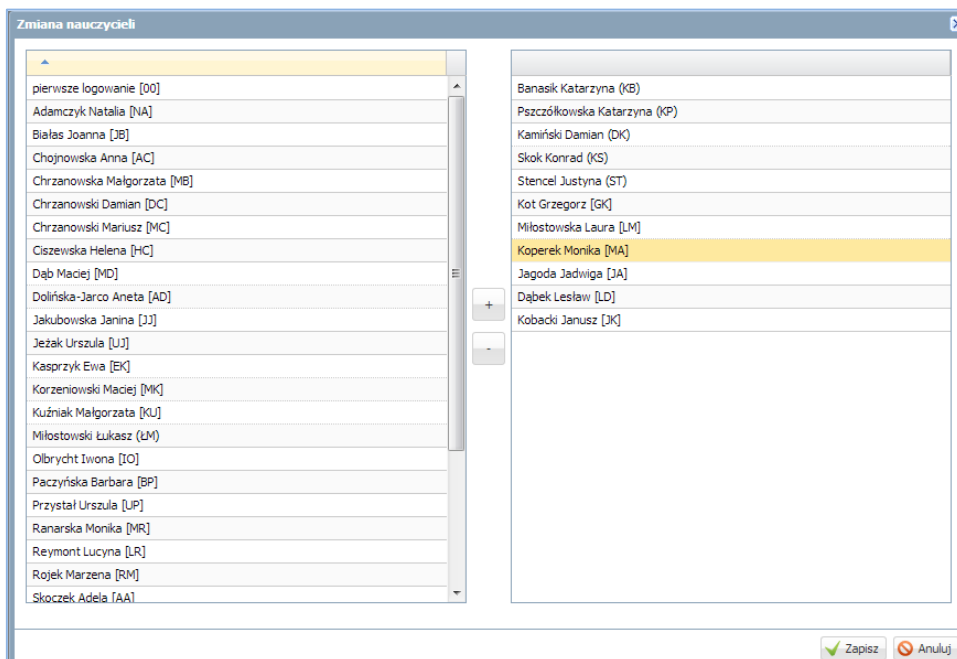 Zmiana nauczycieli
pierwsze logowanie [00]
Adamczyk Natalia [NA]
Białas Joanna [JB]
Chojnowska Anna [AC]
Chrzanowska Małgorzata [MB]
Chrzanowski Damian [DC]
Chrzanowski Mariusz [MC]
Ciszewska Helena [HC]
Dąb Maciej [MD]
Dolińska-Jarco Aneta [AD]
Jakubowska Janina [JJ]
Jeżak Urszula [UJ]
Kasprzyk Ewa [EK]
Korzeniowski Maciej [MK]
Kuźniak Małgorzata [KU]
Miłostowski Łukasz (ŁM)
Olbrycht Iwona [IO]
Paczyńska Barbara [BP]
Przystał Urszula [UP]
Ranarska Monika [MR]
Reymont Lucyna [LR]
Rojek Marzena [RM]
Skoczek Adela [AA]
+
-
Banasik Katarzyna (KB)
Pszczółkowska Katarzyna (KP)
Kamiński Damian (DK)
Skok Konrad (KS)
Stencel Justyna (ST)
Kot Grzegorz [GK]
Miłostowska Laura [LM]
Koperek Monika [MA]
Jagoda Jadwiga [JA]
Dąbek Lesław [LD]
Kobacki Janusz [JK]
Zapisz
Anuluj